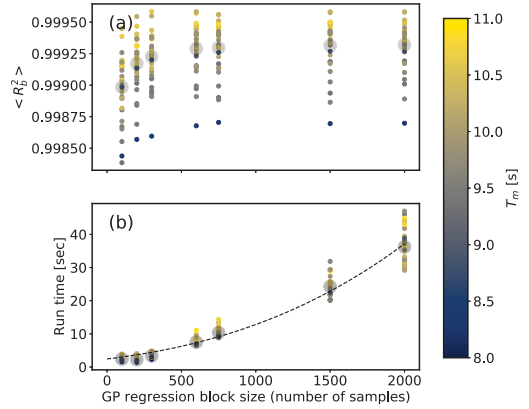 (a)
0.99950
0.99925
0.99900
0.99875
0.99850
< R_b^2 >
(b)
40
30
20
10
0
Run time [sec]
0 500 1000 1500 2000
GP regression block size (number of samples)
11.0
10.5
10.0
9.5
9.0
8.5
8.0
T_m [s]